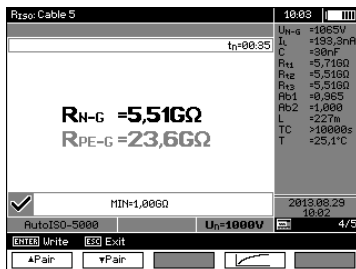 RISO: Cable 5
10:03
tn=00:35
RN-G =5,51GΩ
RPE-G =23,6GΩ
MIN=1,00GΩ
AutoISO-5000
Un=1000V
UN-G =1065V
IL =193,3nA
C =30nF
Rt1 =5,71GΩ
Rt2 =5,51GΩ
Rt3 =5,51GΩ
Ab1 =0,965
Ab2 =1,000
L =227m
TC >10000s
T =25,1°C
2013.08.29
10:02
4/5
ENTER Write ESC Exit
▲Pair ▼Pair